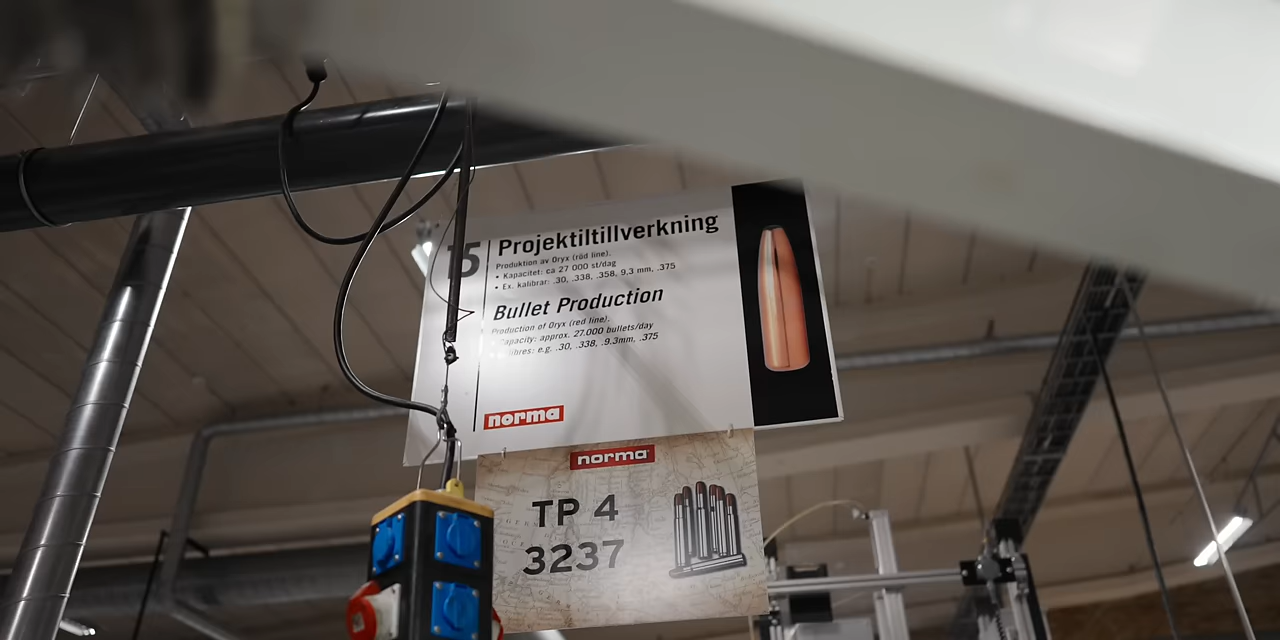 15
Projektiltillverkning
Produktion av Oryx (röd line).
• Kapacitet: ca 27 000 st/dag
• Ex. kalibrar: .30, .338, .358, 9,3 mm, .375
Bullet Production
Production of Oryx (red line).
Capacity: approx. 27.000 bullets/day
e.g. .30, .338, .9.3mm, .375
norma
norma
TP 4
3237